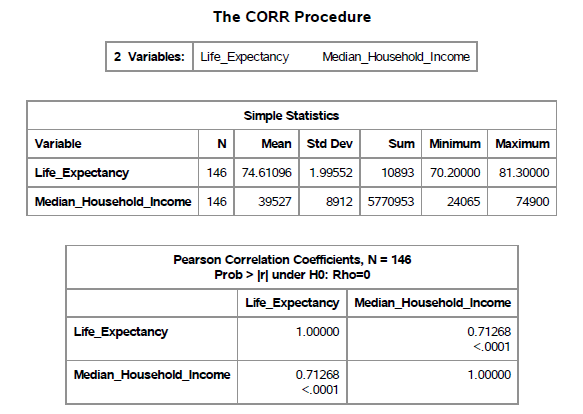 The CORR Procedure
2 Variables: Life_Expectancy Median_Household_Income
Simple Statistics
Variable N Mean Std Dev Sum Minimum Maximum
Life_Expectancy 146 74.61096 1.99552 10893 70.20000 81.30000
Median_Household_Income 146 39527 8912 5770953 24065 74900
Pearson Correlation Coefficients, N = 146
Prob > |r| under H0: Rho=0
Life_Expectancy Median_Household_Income
Life_Expectancy 1.00000 0.71268
<.0001
Median_Household_Income 0.71268 1.00000
<.0001